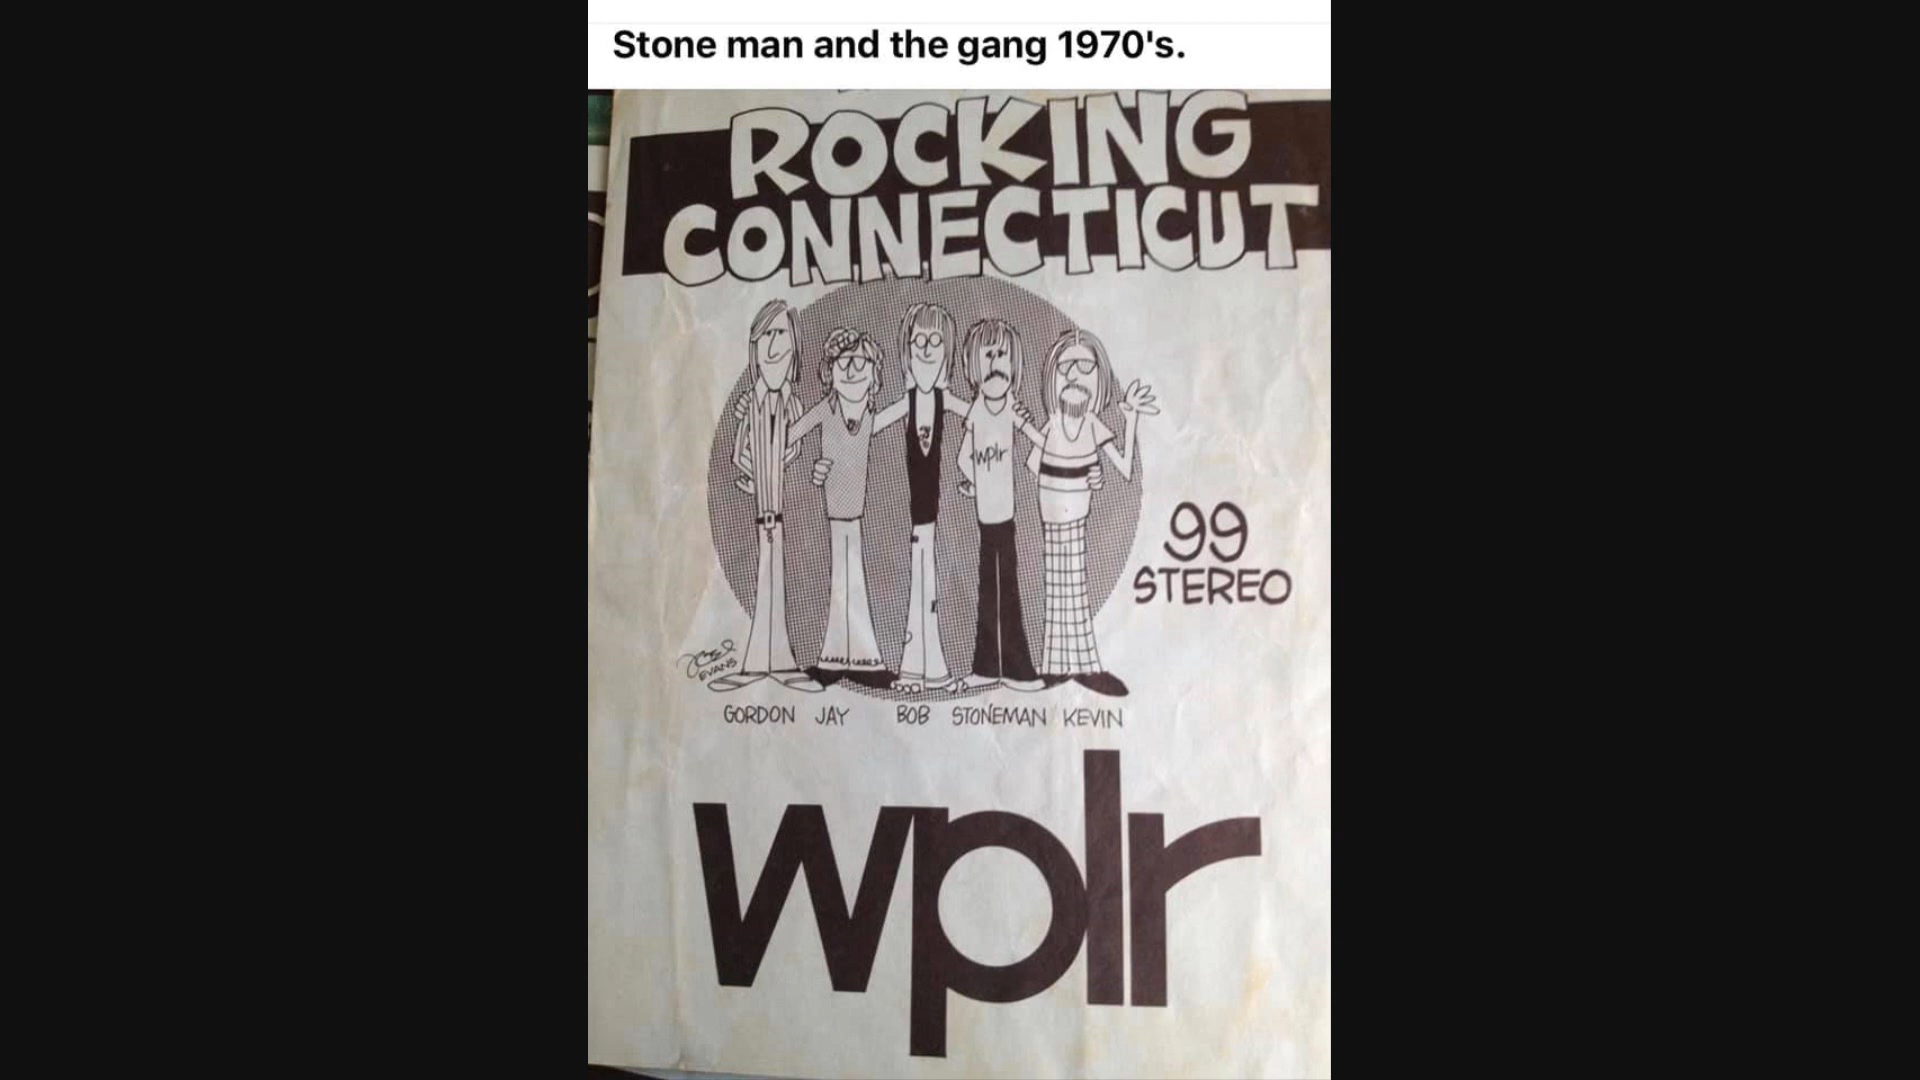 Stone man and the gang 1970's.
ROCKING
CONNECTICUT
wplr
99
STEREO
EVANS
GORDON JAY BOB STONEMAN KEVIN
wplr